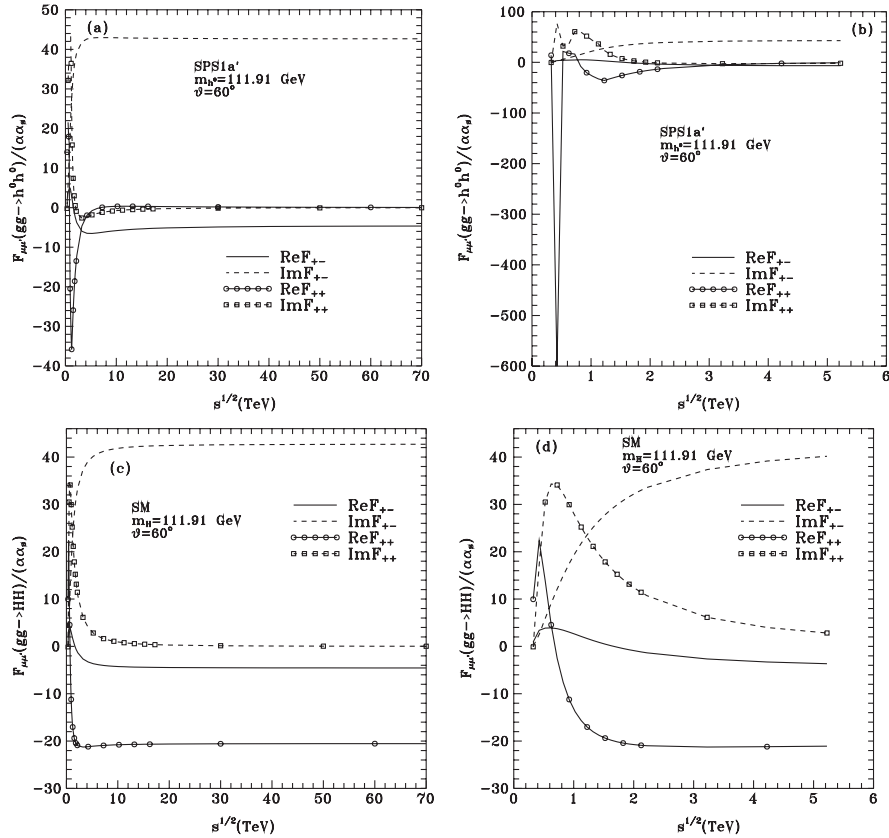 (a)
SPS1a'
m_h⁰=111.91 GeV
ϑ=60°
ReF₊₋
ImF₊₋
ReF₊₊
ImF₊₊
F_μμ'(gg->h⁰h⁰)/(αα_s)
40
30
20
10
0
-10
-20
-30
-40
0 10 20 30 40 50 60 70
s^1/2(TeV)
(b)
SPS1a'
m_h⁰=111.91 GeV
ϑ=60°
ReF₊₋
ImF₊₋
ReF₊₊
ImF₊₊
F_μμ'(gg->h⁰h⁰)/(αα_s)
100
0
-100
-200
-300
-400
-500
-600
0 1 2 3 4 5 6
s^1/2(TeV)
(c)
SM
m_H=111.91 GeV
ϑ=60°
ReF₊₋
ImF₊₋
ReF₊₊
ImF₊₊
F_μμ'(gg->HH)/(αα_s)
40
30
20
10
0
-10
-20
-30
0 10 20 30 40 50 60 70
s^1/2(TeV)
(d)
SM
m_H=111.91 GeV
ϑ=60°
ReF₊₋
ImF₊₋
ReF₊₊
ImF₊₊
F_μμ'(gg->HH)/(αα_s)
40
30
20
10
0
-10
-20
-30
0 1 2 3 4 5 6
s^1/2(TeV)